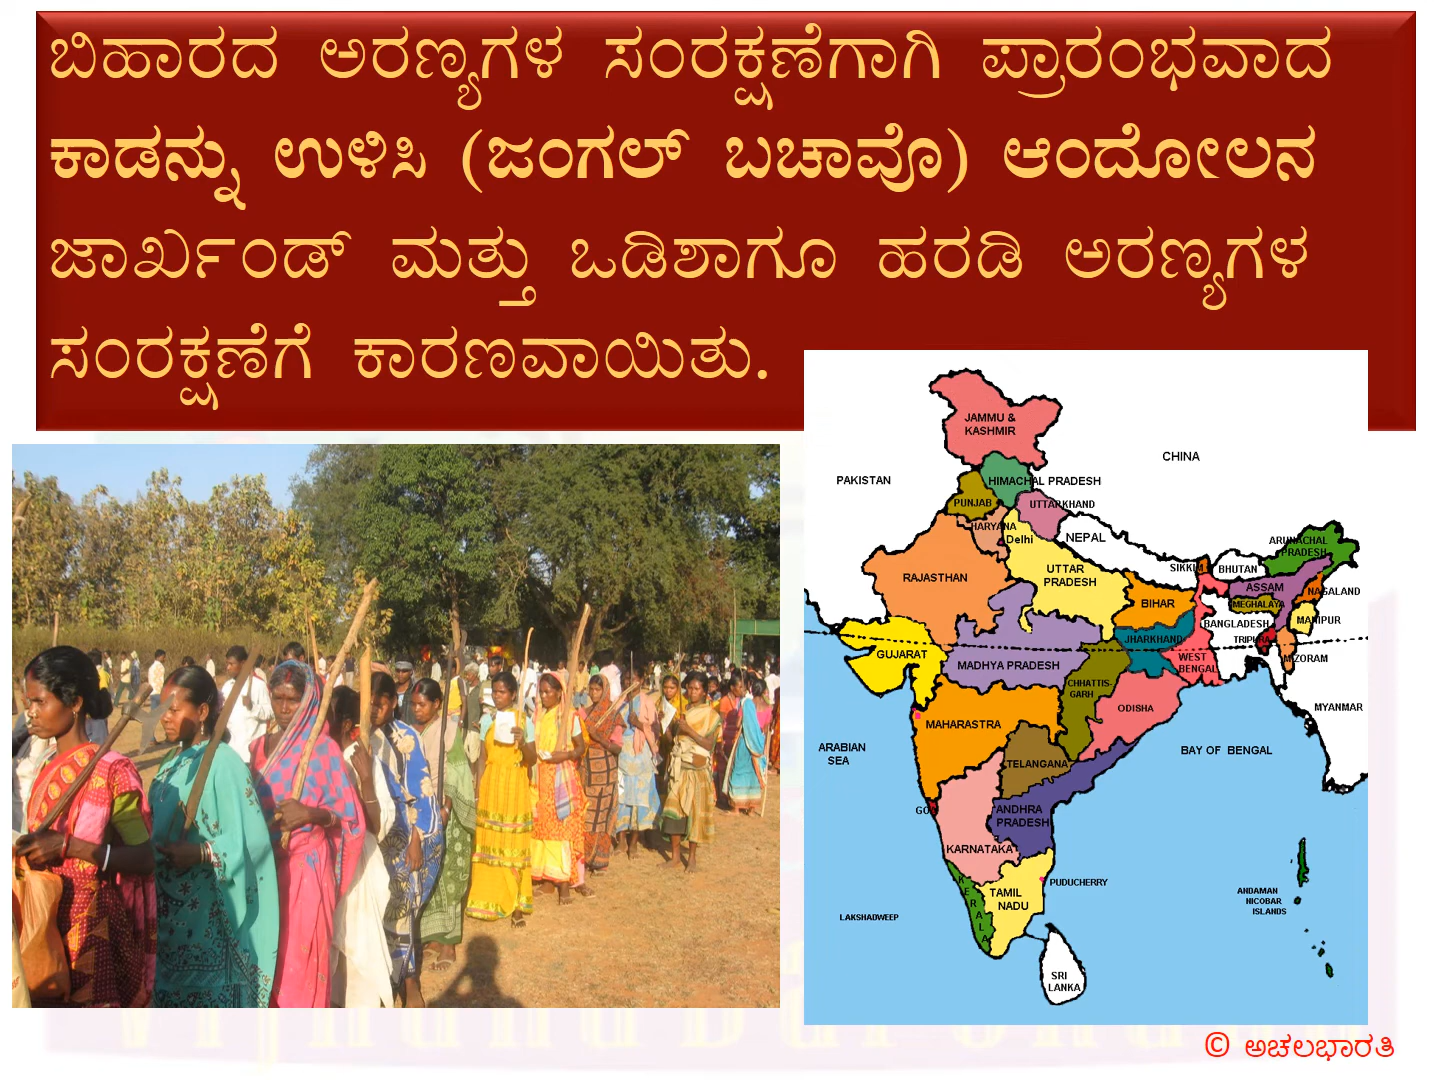 ಬಿಹಾರದ ಅರಣ್ಯಗಳ ಸಂರಕ್ಷಣೆಗಾಗಿ ಪ್ರಾರಂಭವಾದ
ಕಾಡನ್ನು ಉಳಿಸಿ (ಜಂಗಲ್ ಬಚಾವೊ) ಆಂದೋಲನ
ಜಾರ್ಖಂಡ್ ಮತ್ತು ಒಡಿಶಾಗೂ ಹರಡಿ ಅರಣ್ಯಗಳ
ಸಂರಕ್ಷಣೆಗೆ ಕಾರಣವಾಯಿತು.
JAMMU &
KASHMIR
CHINA
PAKISTAN
HIMACHAL PRADESH
PUNJAB
UTTARKHAND
HARYANA
Delhi
NEPAL
ARUNACHAL
PRADESH
SIKKIM
BHUTAN
RAJASTHAN
UTTAR
PRADESH
ASSAM
NAGALAND
BIHAR
MEGHALAYA
MANIPUR
BANGLADESH
JHARKHAND
TRIPURA
GUJARAT
MADHYA PRADESH
WEST
BENGAL
MIZORAM
CHHATTIS-
GARH
ODISHA
MYANMAR
MAHARASTRA
ARABIAN
SEA
BAY OF BENGAL
TELANGANA
GOA
ANDHRA
PRADESH
KARNATAKA
KERALA
TAMIL
NADU
PUDUCHERRY
ANDAMAN
NICOBAR
ISLANDS
LAKSHADWEEP
SRI
LANKA
© ಅಚಲಭಾರತಿ